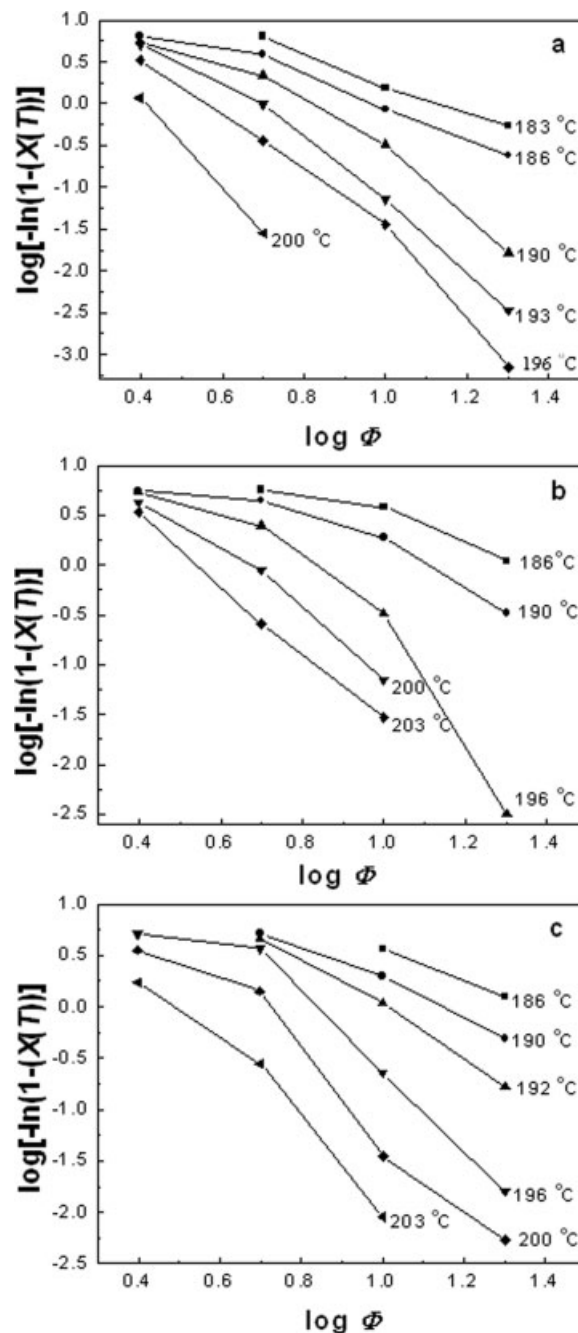 a
1.0
0.5
0.0
-0.5
-1.0
-1.5
-2.0
-2.5
-3.0
log[-ln(1-(X(T))]
183 °C
186 °C
190 °C
193 °C
196 °C
200 °C
0.4 0.6 0.8 1.0 1.2 1.4
log Φ
b
1.0
0.5
0.0
-0.5
-1.0
-1.5
-2.0
-2.5
log[-ln(1-(X(T))]
186 °C
190 °C
200 °C
203 °C
196 °C
0.4 0.6 0.8 1.0 1.2 1.4
log Φ
c
1.0
0.5
0.0
-0.5
-1.0
-1.5
-2.0
-2.5
log[-ln(1-(X(T))]
186 °C
190 °C
192 °C
196 °C
203 °C
200 °C
0.4 0.6 0.8 1.0 1.2 1.4
log Φ